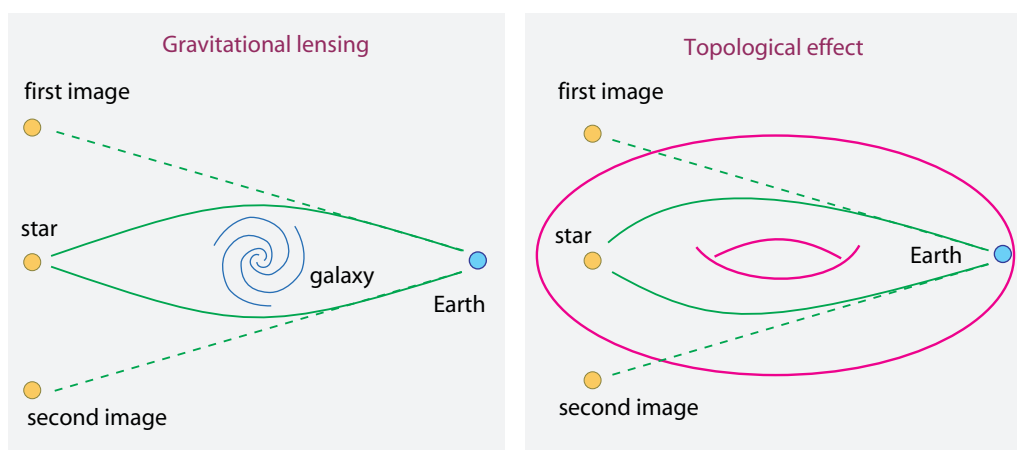 Gravitational lensing
first image
star
galaxy
Earth
second image
Topological effect
first image
star
Earth
second image